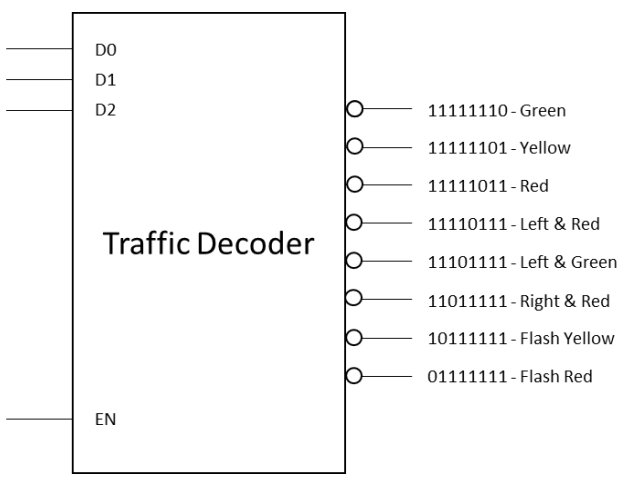 D0
D1
D2
11111110 - Green
11111101 - Yellow
11111011 - Red
11110111 - Left & Red
Traffic Decoder
11101111 - Left & Green
11011111 - Right & Red
10111111 - Flash Yellow
01111111 - Flash Red
EN